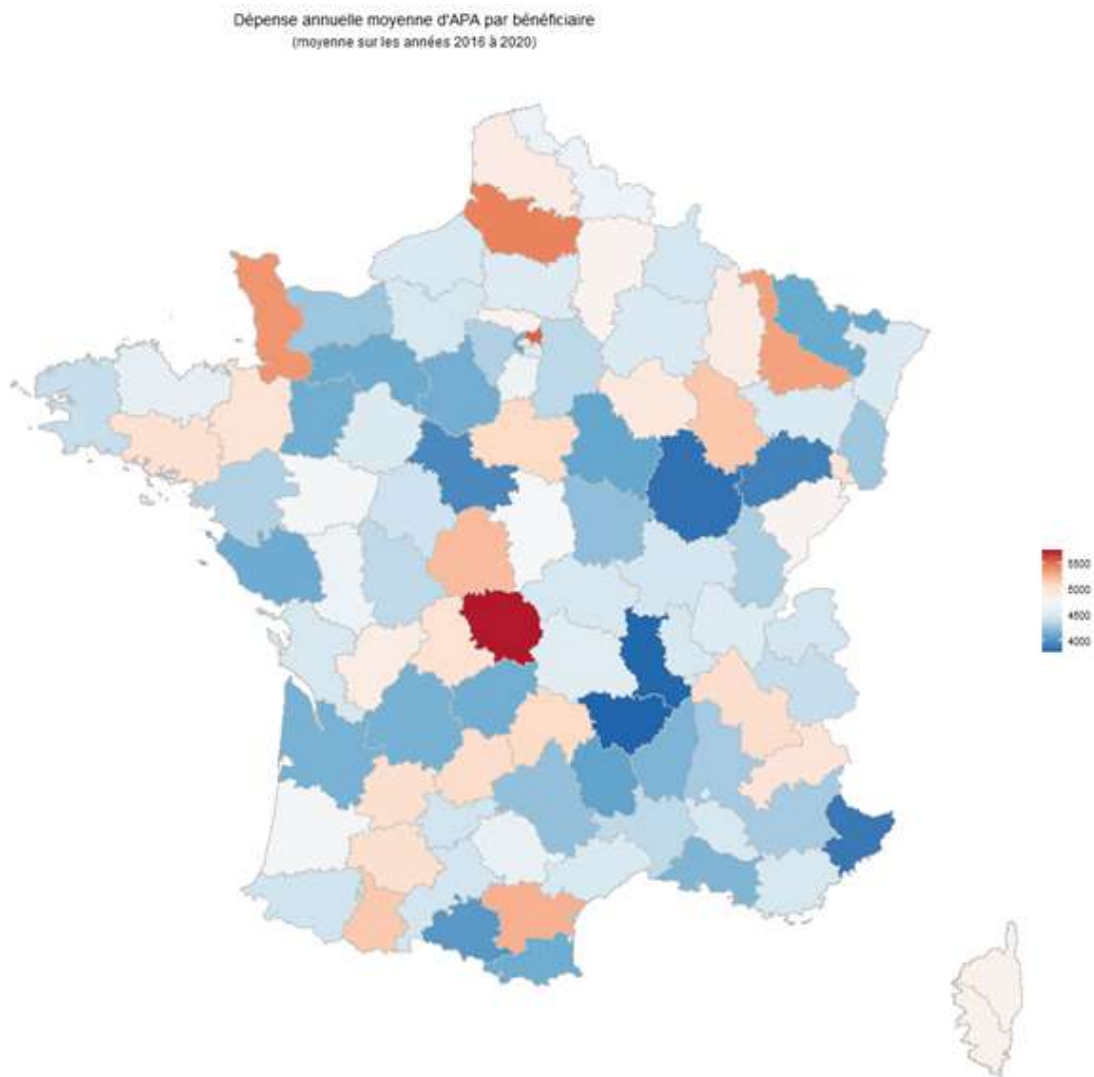 Dépense annuelle moyenne d'APA par bénéficiaire
(moyenne sur les années 2016 à 2020)
5500
5000
4500
4000